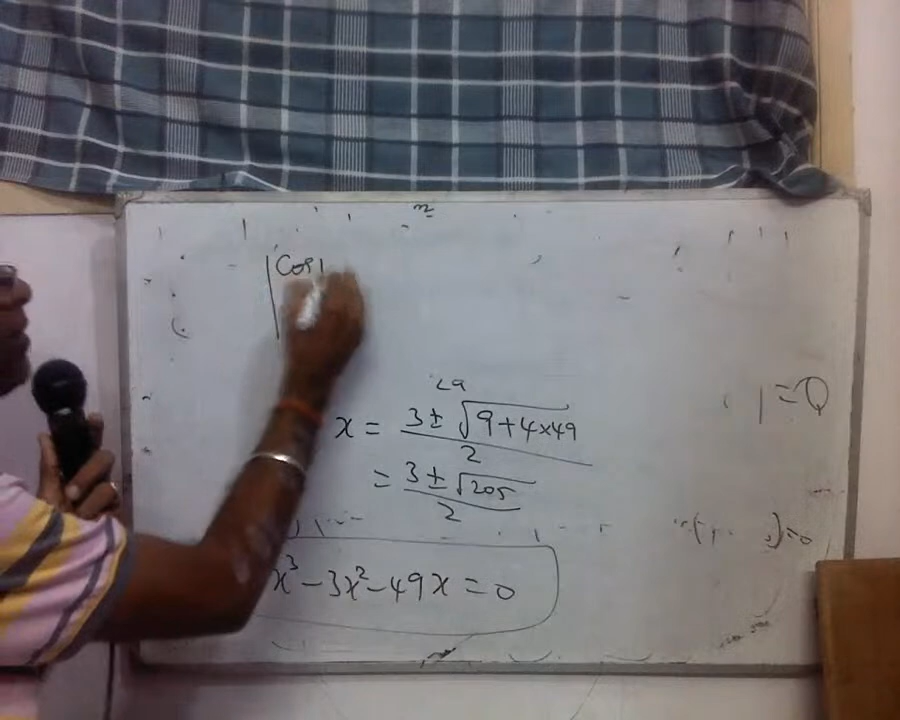 |Cos
x = 3 ± √9+4×49 / 2
= 3 ± √205 / 2
x³ - 3x² - 49x = 0